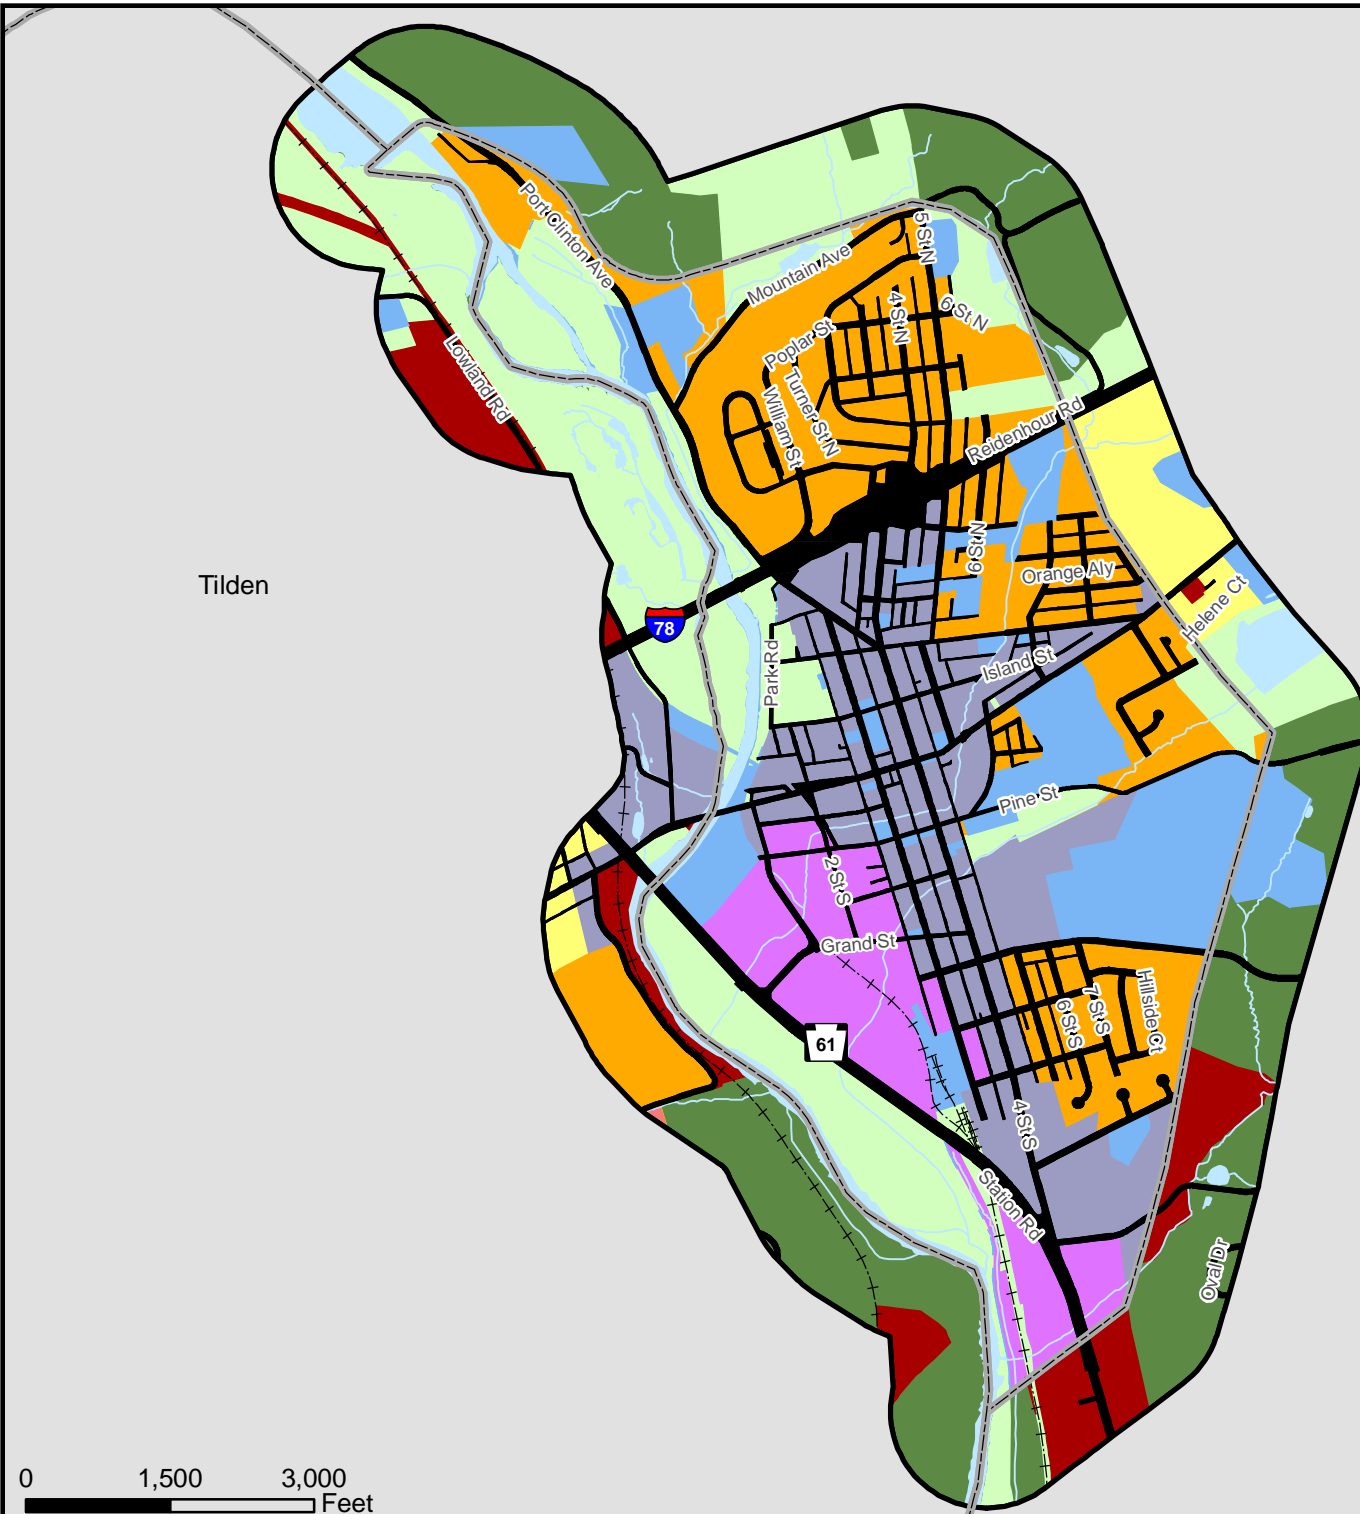 Port Clinton Ave
5 St N
Mountain Ave
4 St N
6 St N
Poplar St
Lowland Rd
Turner St N
William St
Reidenhour Rd
6 St N
Orange Aly
Tilden
Helene Ct
78
Park Rd
Island St
Pine St
2 St S
Grand St
Hillside Ct
7 St S
6 St S
61
4 St S
Station Rd
Oval Dr
0 1,500 3,000
Feet